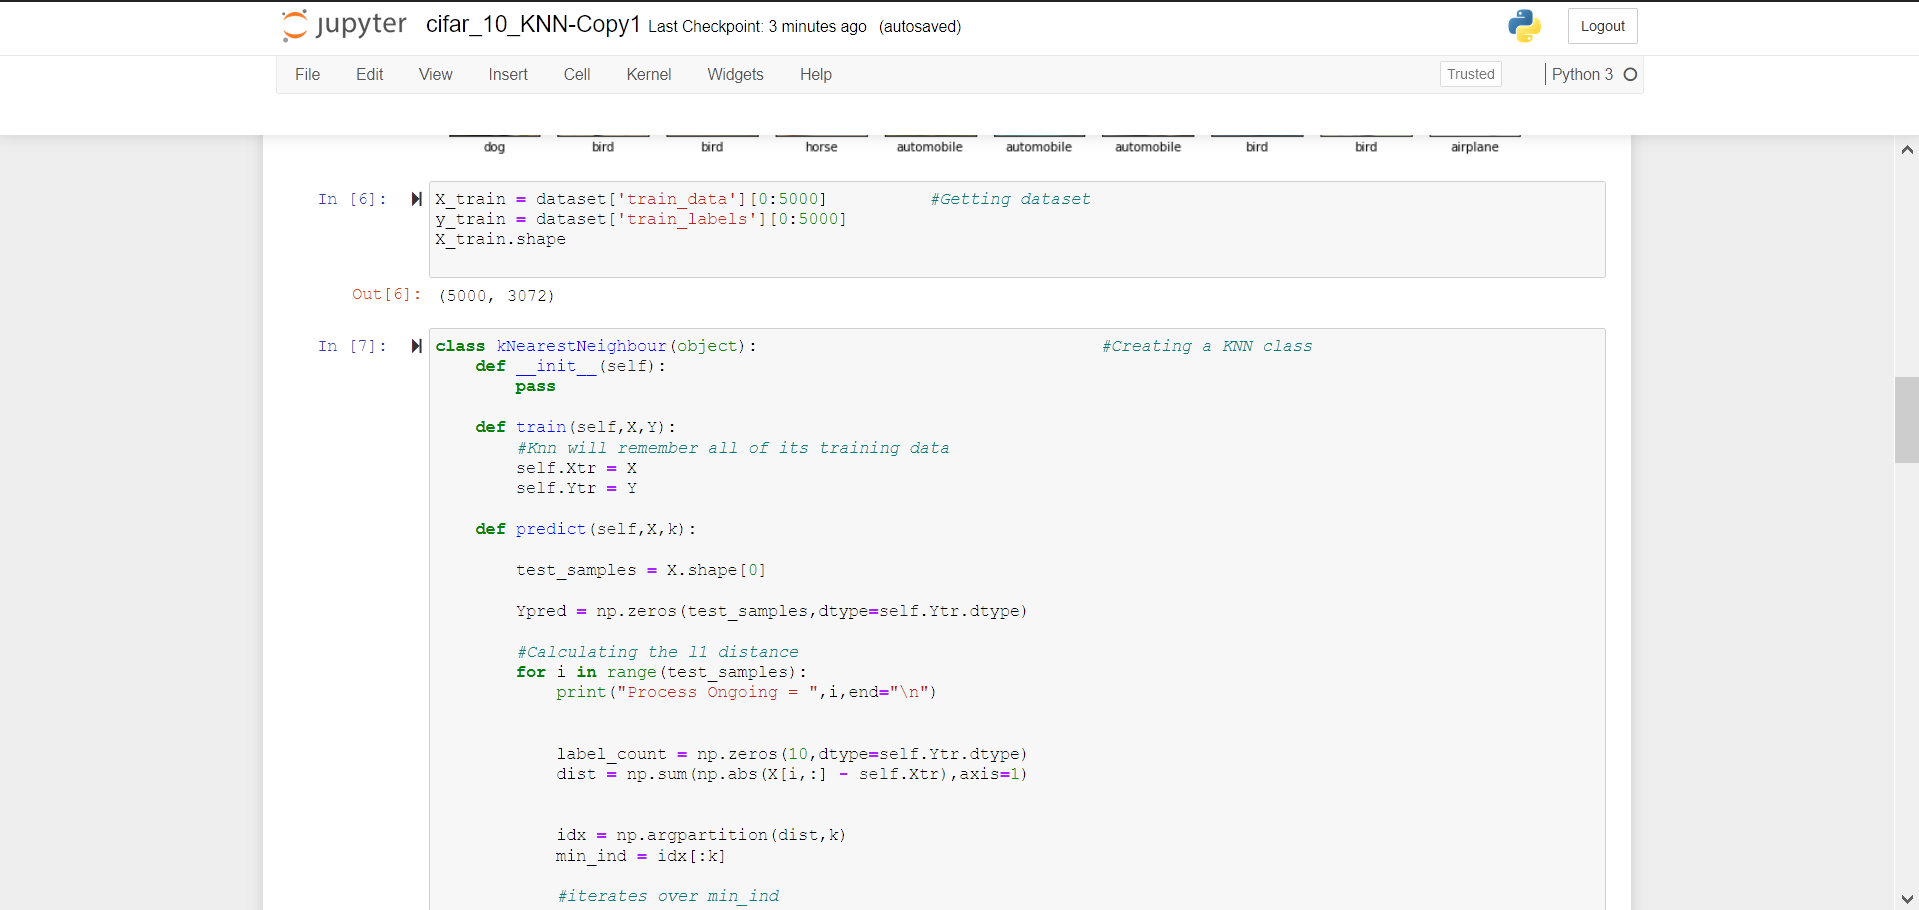 jupyter cifar_10_KNN-Copy1 Last Checkpoint: 3 minutes ago (autosaved) Logout
File Edit View Insert Cell Kernel Widgets Help Trusted Python 3
dog bird bird horse automobile automobile automobile bird bird airplane
In [6]: X_train = dataset['train_data'][0:5000] #Getting dataset
y_train = dataset['train_labels'][0:5000]
X_train.shape
Out[6]: (5000, 3072)
In [7]: class kNearestNeighbour(object): #Creating a KNN class
def __init__(self):
pass
def train(self,X,Y):
#Knn will remember all of its training data
self.Xtr = X
self.Ytr = Y
def predict(self,X,k):
test_samples = X.shape[0]
Ypred = np.zeros(test_samples,dtype=self.Ytr.dtype)
#Calculating the l1 distance
for i in range(test_samples):
print("Process Ongoing = ",i,end="\n")
label_count = np.zeros(10,dtype=self.Ytr.dtype)
dist = np.sum(np.abs(X[i,:] - self.Xtr),axis=1)
idx = np.argpartition(dist,k)
min_ind = idx[:k]
#iterates over min_ind